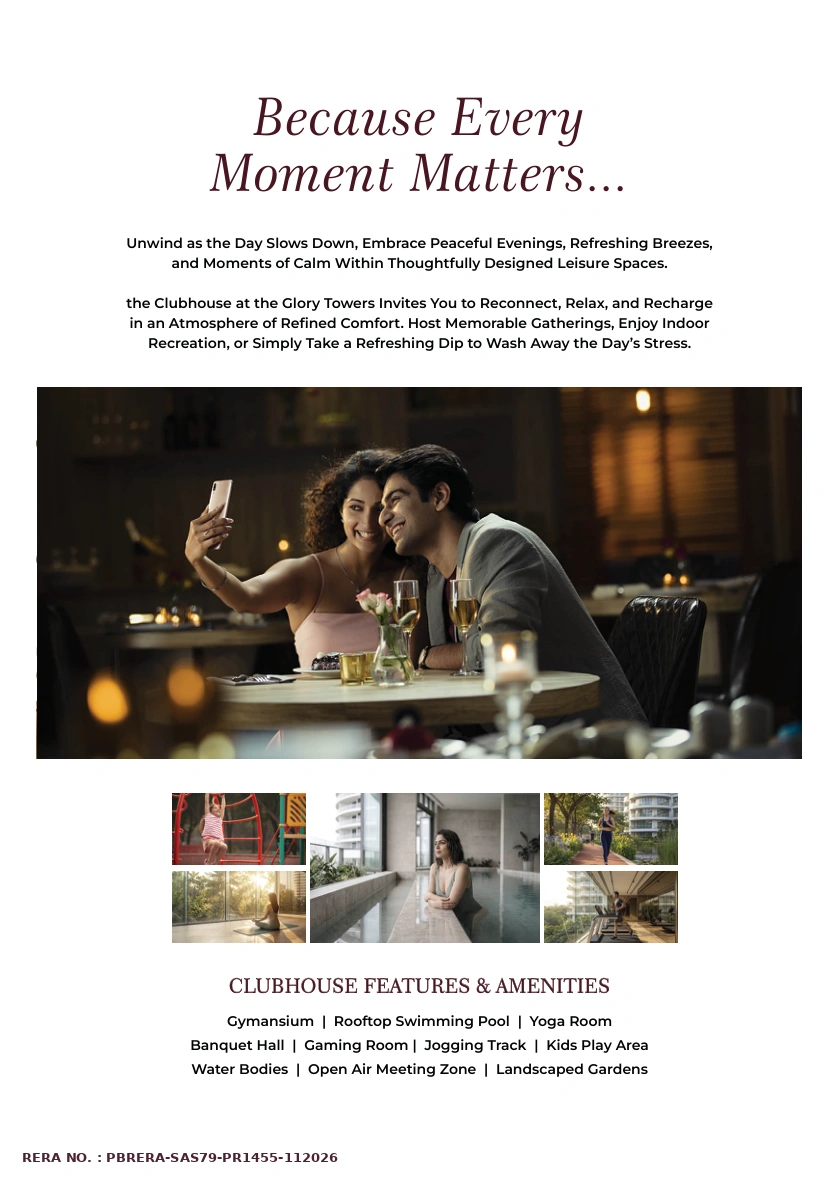 Because Every
Moment Matters...
Unwind as the Day Slows Down, Embrace Peaceful Evenings, Refreshing Breezes,
and Moments of Calm Within Thoughtfully Designed Leisure Spaces.
the Clubhouse at the Glory Towers Invites You to Reconnect, Relax, and Recharge
in an Atmosphere of Refined Comfort. Host Memorable Gatherings, Enjoy Indoor
Recreation, or Simply Take a Refreshing Dip to Wash Away the Day’s Stress.
CLUBHOUSE FEATURES & AMENITIES
Gymansium | Rooftop Swimming Pool | Yoga Room
Banquet Hall | Gaming Room | Jogging Track | Kids Play Area
Water Bodies | Open Air Meeting Zone | Landscaped Gardens
RERA NO. : PBRERA-SAS79-PR1455-112026